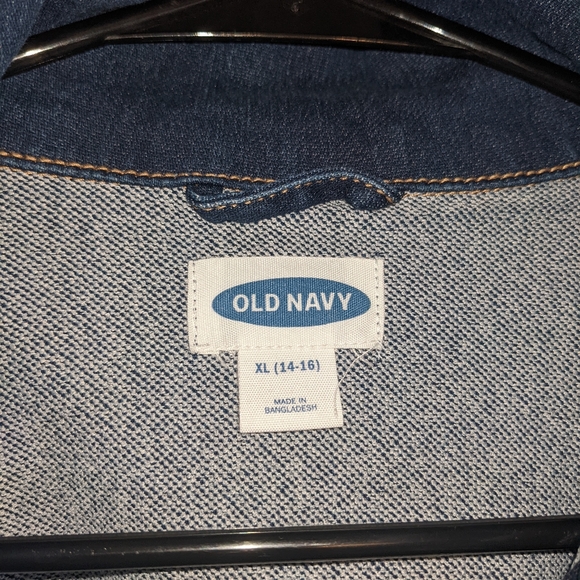 OLD NAVY
XL (14-16)
MADE IN
BANGLADESH